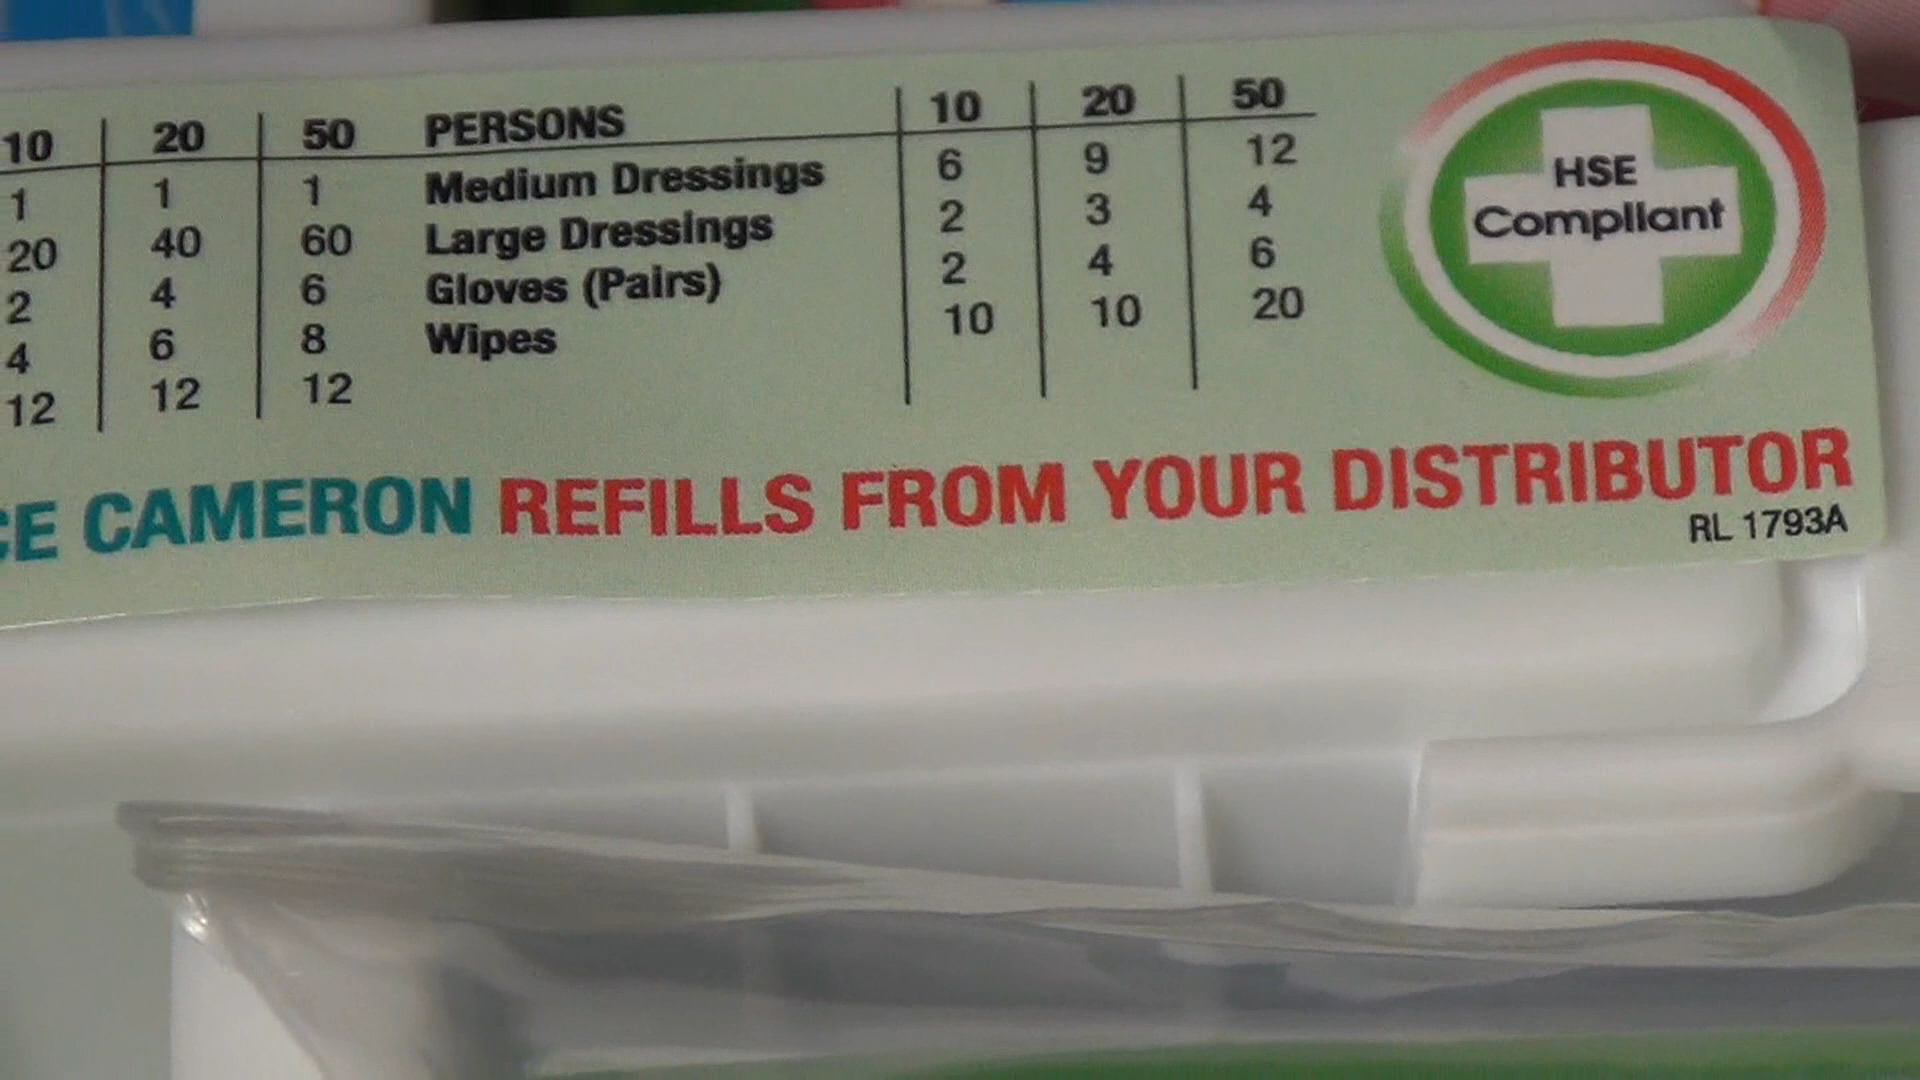 10 20 50 PERSONS 10 20 50
1 1 1 Medium Dressings 6 9 12
20 40 60 Large Dressings 2 3 4
2 4 6 Gloves (Pairs) 2 4 6
4 6 8 Wipes 10 10 20
12 12 12
HSE
Compliant
CE CAMERON REFILLS FROM YOUR DISTRIBUTOR
RL 1793A